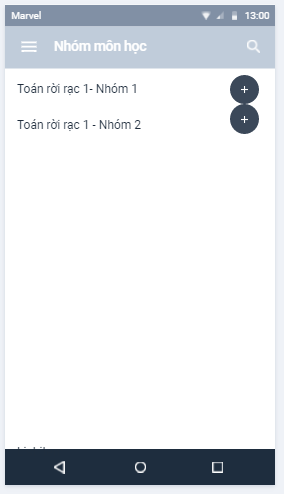 Marvel 13:00
Nhóm môn học
Toán rời rạc 1- Nhóm 1
+
Toán rời rạc 1 - Nhóm 2
+